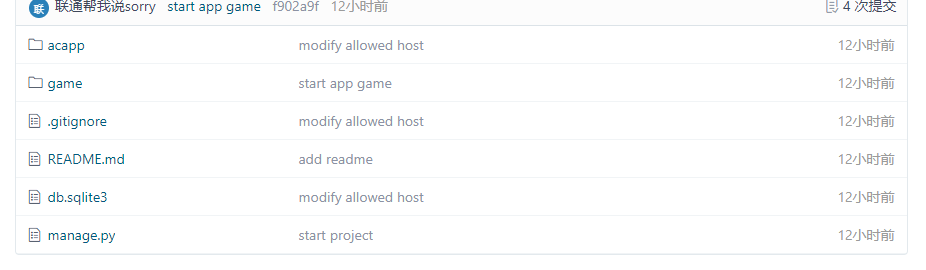 联 联通帮我说sorry start app game f902a9f 12小时前 4 次提交
acapp modify allowed host 12小时前
game start app game 12小时前
.gitignore modify allowed host 12小时前
README.md add readme 12小时前
db.sqlite3 modify allowed host 12小时前
manage.py start project 12小时前